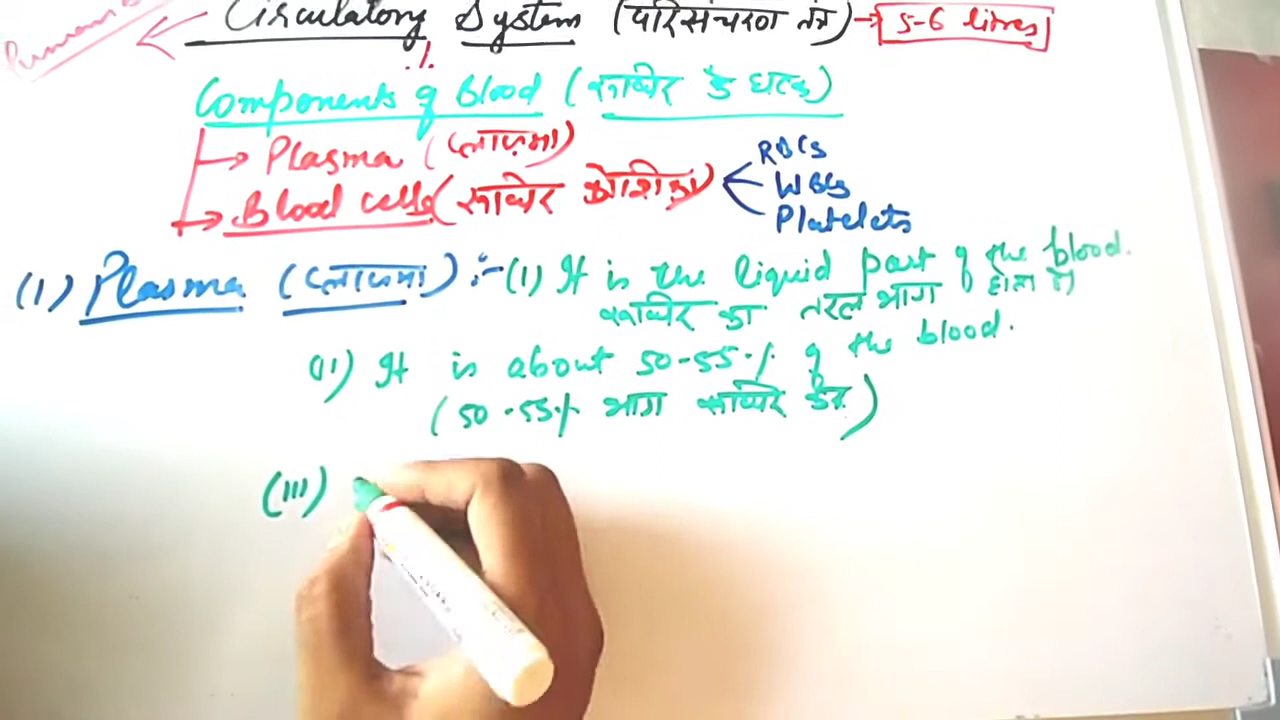 Circulatory System (परिसंचरण तंत्र) → 5-6 litres
Components of Blood (रूधिर के घटक)
→ Plasma (प्लाज़्मा)
→ Blood cells (रूधिर कोशिका)
RBCs
WBCs
Platelets
(1) Plasma (प्लाज्मा) :- (1) It is the liquid part of the blood.
रूधिर का तरल भाग होता है)
(ii) It is about 50-55% of the blood.
(50-55% भाग रूधिर का)
(iii)